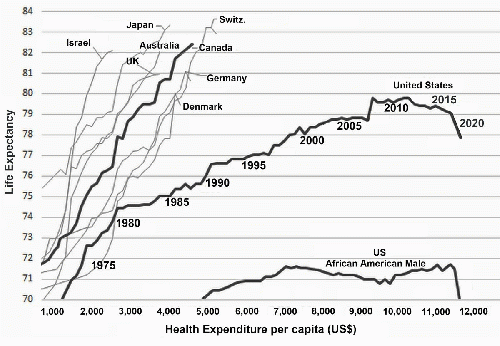 84
83
82
81
80
79
78
77
76
75
74
73
72
71
70
Life Expectancy
Japan
Switz.
Israel
Australia
Canada
UK
Germany
Denmark
United States
2015
2010
2020
2005
2000
1995
1990
1985
1980
1975
US
African American Male
1,000 2,000 3,000 4,000 5,000 6,000 7,000 8,000 9,000 10,000 11,000 12,000
Health Expenditure per capita (US$)